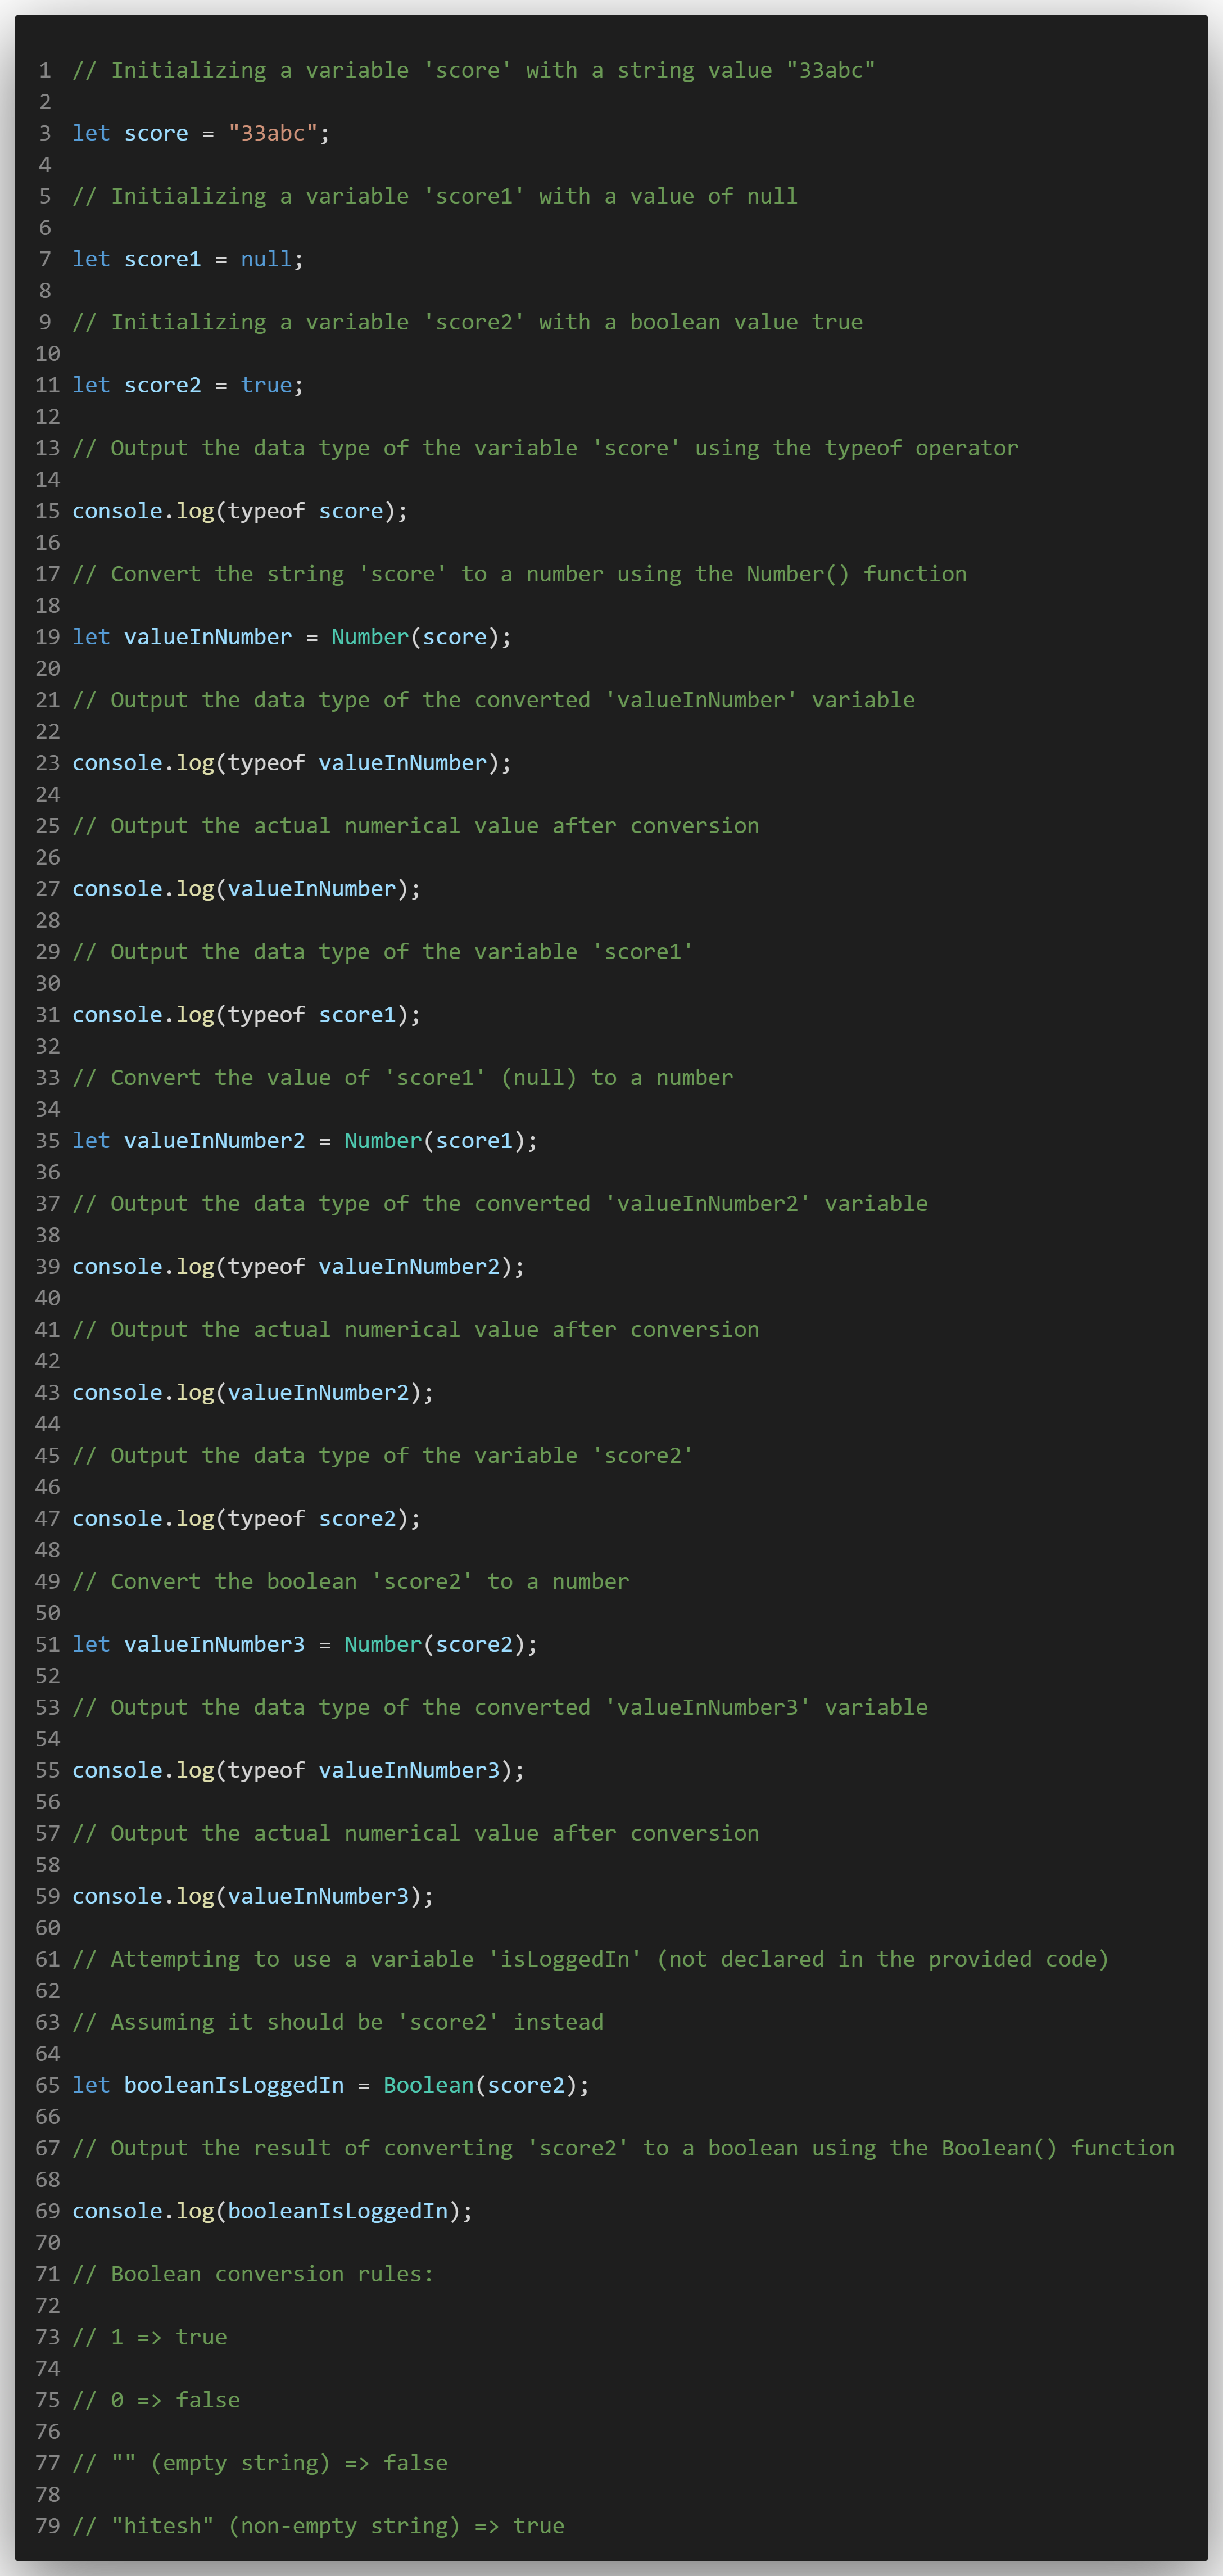 1 // Initializing a variable 'score' with a string value "33abc"
2
3 let score = "33abc";
4
5 // Initializing a variable 'score1' with a value of null
6
7 let score1 = null;
8
9 // Initializing a variable 'score2' with a boolean value true
10
11 let score2 = true;
12
13 // Output the data type of the variable 'score' using the typeof operator
14
15 console.log(typeof score);
16
17 // Convert the string 'score' to a number using the Number() function
18
19 let valueInNumber = Number(score);
20
21 // Output the data type of the converted 'valueInNumber' variable
22
23 console.log(typeof valueInNumber);
24
25 // Output the actual numerical value after conversion
26
27 console.log(valueInNumber);
28
29 // Output the data type of the variable 'score1'
30
31 console.log(typeof score1);
32
33 // Convert the value of 'score1' (null) to a number
34
35 let valueInNumber2 = Number(score1);
36
37 // Output the data type of the converted 'valueInNumber2' variable
38
39 console.log(typeof valueInNumber2);
40
41 // Output the actual numerical value after conversion
42
43 console.log(valueInNumber2);
44
45 // Output the data type of the variable 'score2'
46
47 console.log(typeof score2);
48
49 // Convert the boolean 'score2' to a number
50
51 let valueInNumber3 = Number(score2);
52
53 // Output the data type of the converted 'valueInNumber3' variable
54
55 console.log(typeof valueInNumber3);
56
57 // Output the actual numerical value after conversion
58
59 console.log(valueInNumber3);
60
61 // Attempting to use a variable 'isLoggedIn' (not declared in the provided code)
62
63 // Assuming it should be 'score2' instead
64
65 let booleanIsLoggedIn = Boolean(score2);
66
67 // Output the result of converting 'score2' to a boolean using the Boolean() function
68
69 console.log(booleanIsLoggedIn);
70
71 // Boolean conversion rules:
72
73 // 1 => true
74
75 // 0 => false
76
77 // "" (empty string) => false
78
79 // "hitesh" (non-empty string) => true